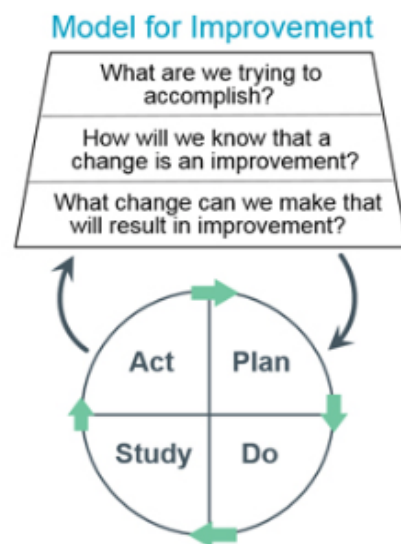 Model for Improvement
What are we trying to
accomplish?
How will we know that a
change is an improvement?
What change can we make that
will result in improvement?
Act
Plan
Study
Do